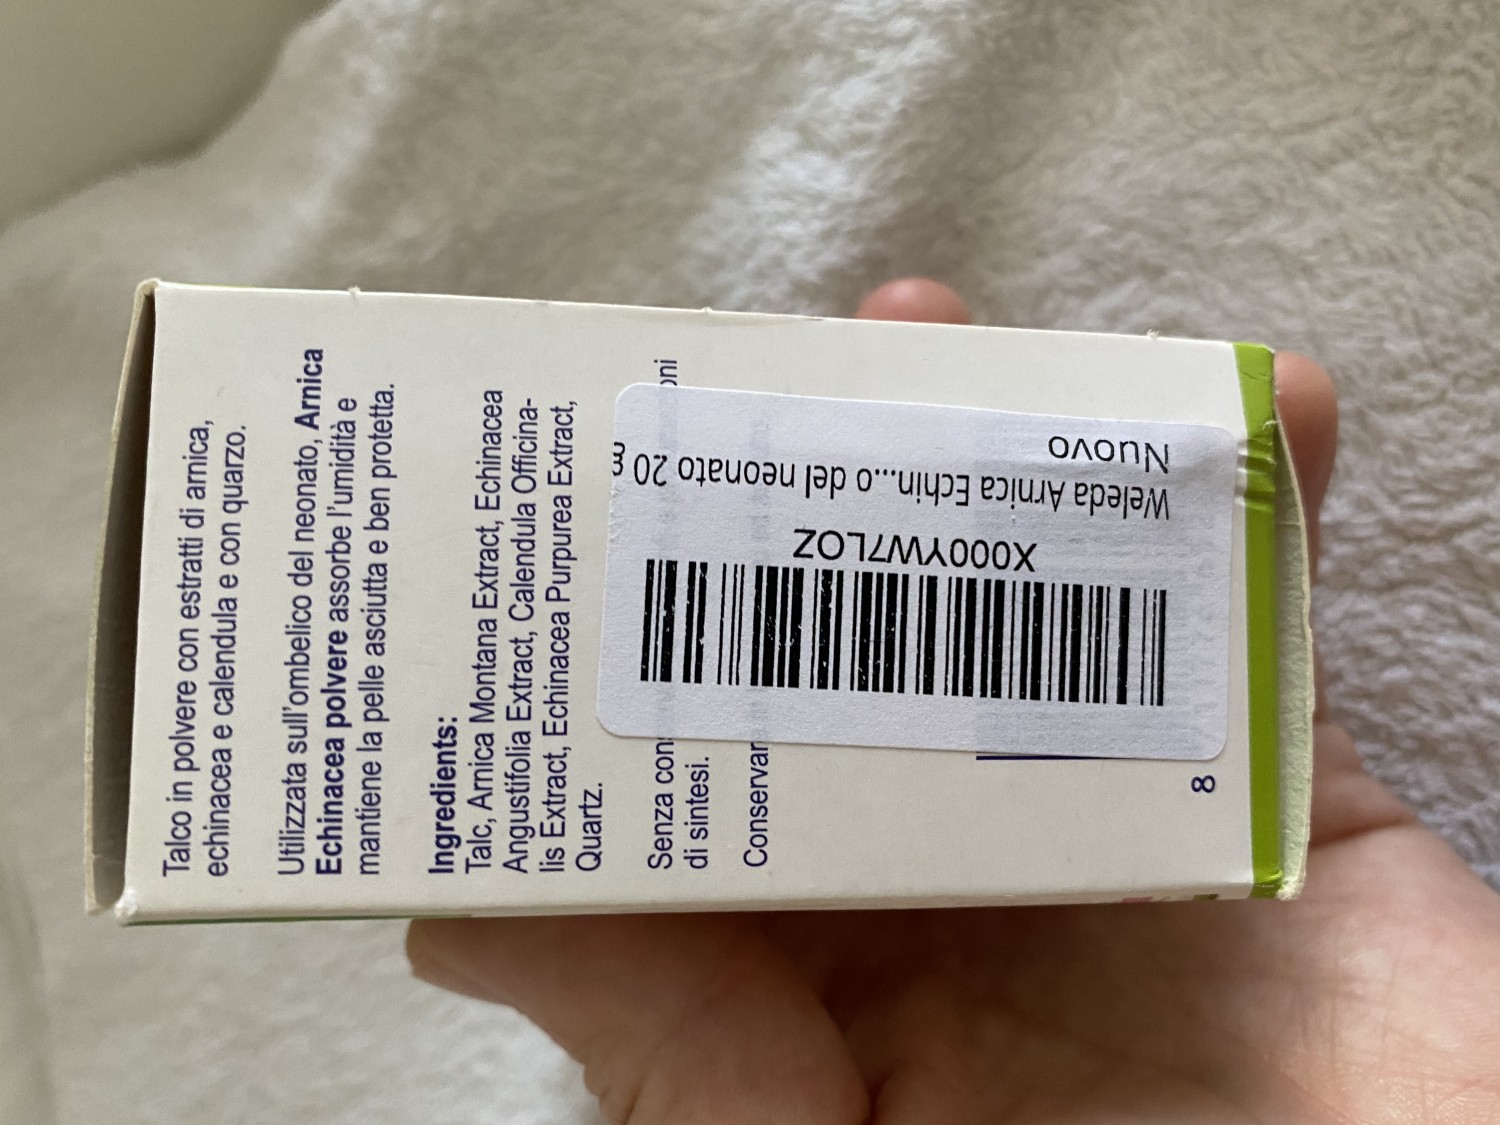 Talco in polvere con estratti di arnica,
echinacea e calendula e con quarzo.
Utilizzata sull'ombelico del neonato, Arnica
Echinacea polvere assorbe l'umidità e
mantiene la pelle asciutta e ben protetta.
Ingredients:
Talc, Arnica Montana Extract, Echinacea
Angustifolia Extract, Calendula Officina-
lis Extract, Echinacea Purpurea Extract,
Quartz.
Senza
di sintesi.
8
X000YW7LOZ
Weleda Arnica Echin...o del neonato 20 g
Nuovo